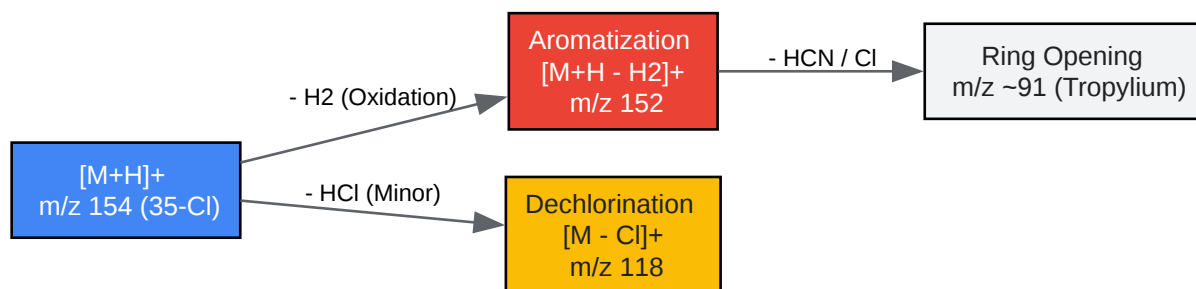 Aromatization
[M+H - H2]+
m/z 152
- HCN / Cl
Ring Opening
m/z ~91 (Tropylium)
- H2 (Oxidation)
[M+H]+
m/z 154 (35-Cl)
- HCl (Minor)
Dechlorination
[M - Cl]+
m/z 118